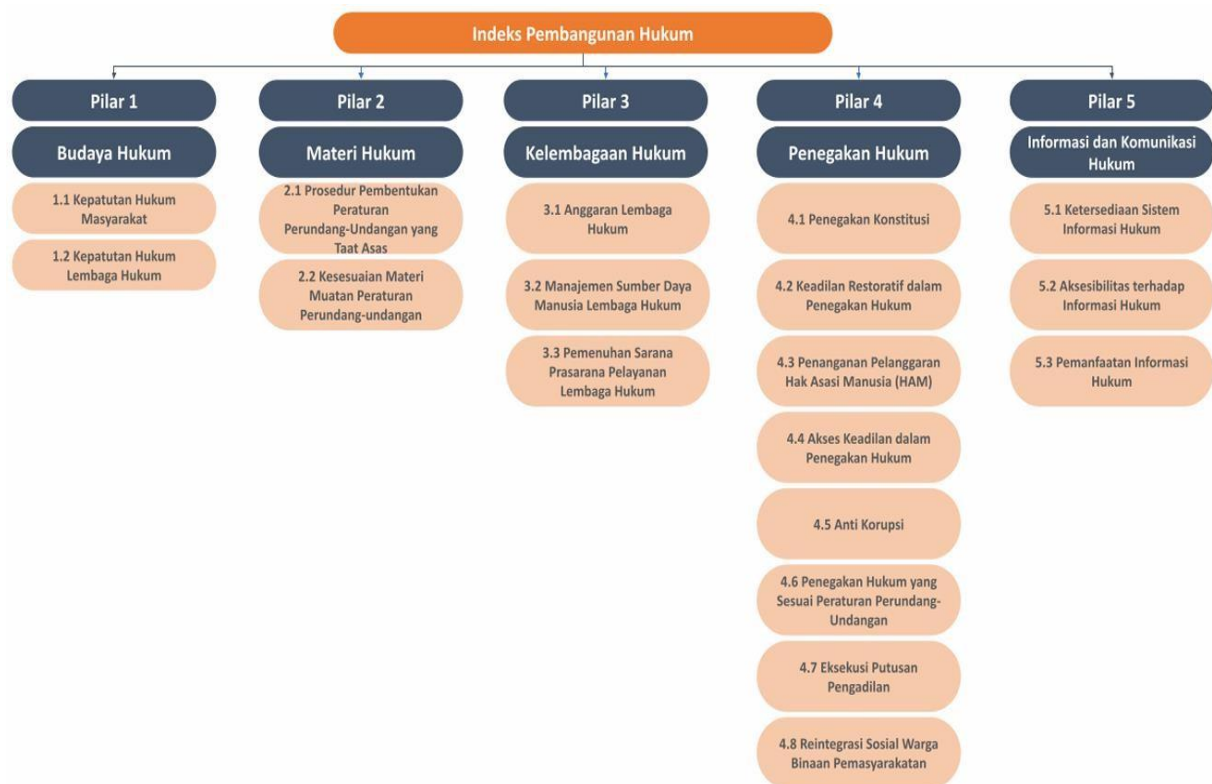 Indeks Pembangunan Hukum
Pilar 1
Budaya Hukum
1.1 Kepatutan Hukum
Masyarakat
1.2 Kepatutan Hukum
Lembaga Hukum
Pilar 2
Materi Hukum
2.1 Prosedur Pembentukan
Peraturan
Perundang-Undangan yang
Taat Asas
2.2 Kesesuaian Materi
Muatan Peraturan
Perundang-undangan
Pilar 3
Kelembagaan Hukum
3.1 Anggaran Lembaga
Hukum
3.2 Manajemen Sumber Daya
Manusia Lembaga Hukum
3.3 Pemenuhan Sarana
Prasarana Pelayanan
Lembaga Hukum
Pilar 4
Penegakan Hukum
4.1 Penegakan Konstitusi
4.2 Keadilan Restoratif dalam
Penegakan Hukum
4.3 Penanganan Pelanggaran
Hak Asasi Manusia (HAM)
4.4 Akses Keadilan dalam
Penegakan Hukum
4.5 Anti Korupsi
4.6 Penegakan Hukum yang
Sesuai Peraturan Perundang-
Undangan
4.7 Eksekusi Putusan
Pengadilan
4.8 Reintegrasi Sosial Warga
Binaan Pemasyarakatan
Pilar 5
Informasi dan Komunikasi
Hukum
5.1 Ketersediaan Sistem
Informasi Hukum
5.2 Aksesibilitas terhadap
Informasi Hukum
5.3 Pemanfaatan Informasi
Hukum